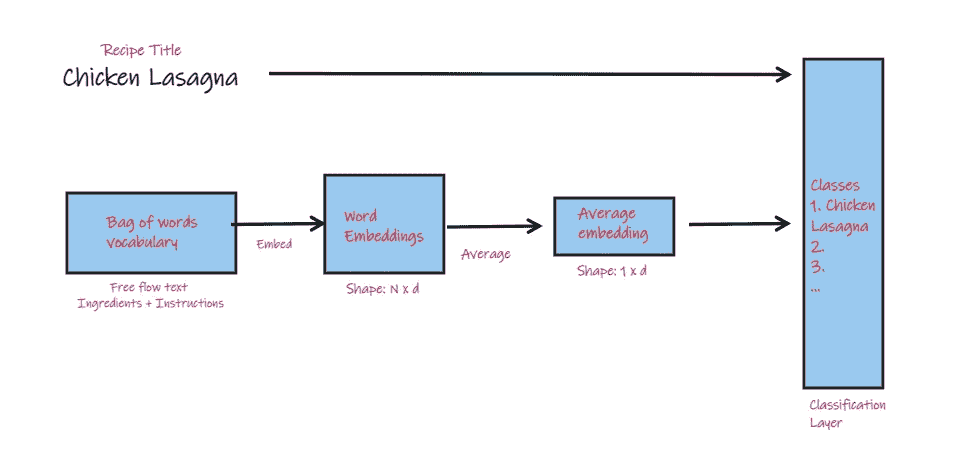 Recipe Title
Chicken Lasagna
Bag of words
vocabulary
Free flow text
Ingredients + Instructions
Embed
Word
Embeddings
Shape: N x d
Average
Average
embedding
Shape: 1 x d
Classes
1. Chicken
Lasagna
2.
3.
...
Classification
Layer